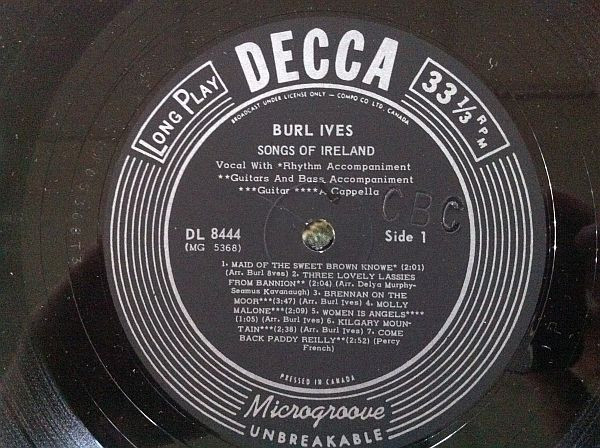 DECCA
LONG PLAY
33 1/3 RPM
BROADCAST UNDER LICENSE ONLY — COMPO CO LTD, CANADA
BURL IVES
SONGS OF IRELAND
Vocal With *Rhythm Accompaniment
**Guitars And Bass Accompaniment
***Guitar ****A Cappella
CBC
DL 8444
(MG 5368)
Side 1
1. MAID OF THE SWEET BROWN KNOWE* (2:01)
(Arr. Burl Ives) 2. THREE LOVELY LASSIES
FROM BANNION** (2:04) (Arr. Delya Murphy-
Seamus Kavanaugh) 3. BRENNAN ON THE
MOOR***(3:47) (Arr. Burl Ives) 4. MOLLY
MALONE***(2:09) 5. WOMEN IS ANGELS****
(1:05) (Arr. Burl Ives) 6. KILGARY MOUN-
TAIN***(2:38) (Arr. Burl Ives) 7. COME
BACK PADDY REILLY**(2:52) (Percy
French)
PRESSED IN CANADA
Microgroove
UNBREAKABLE